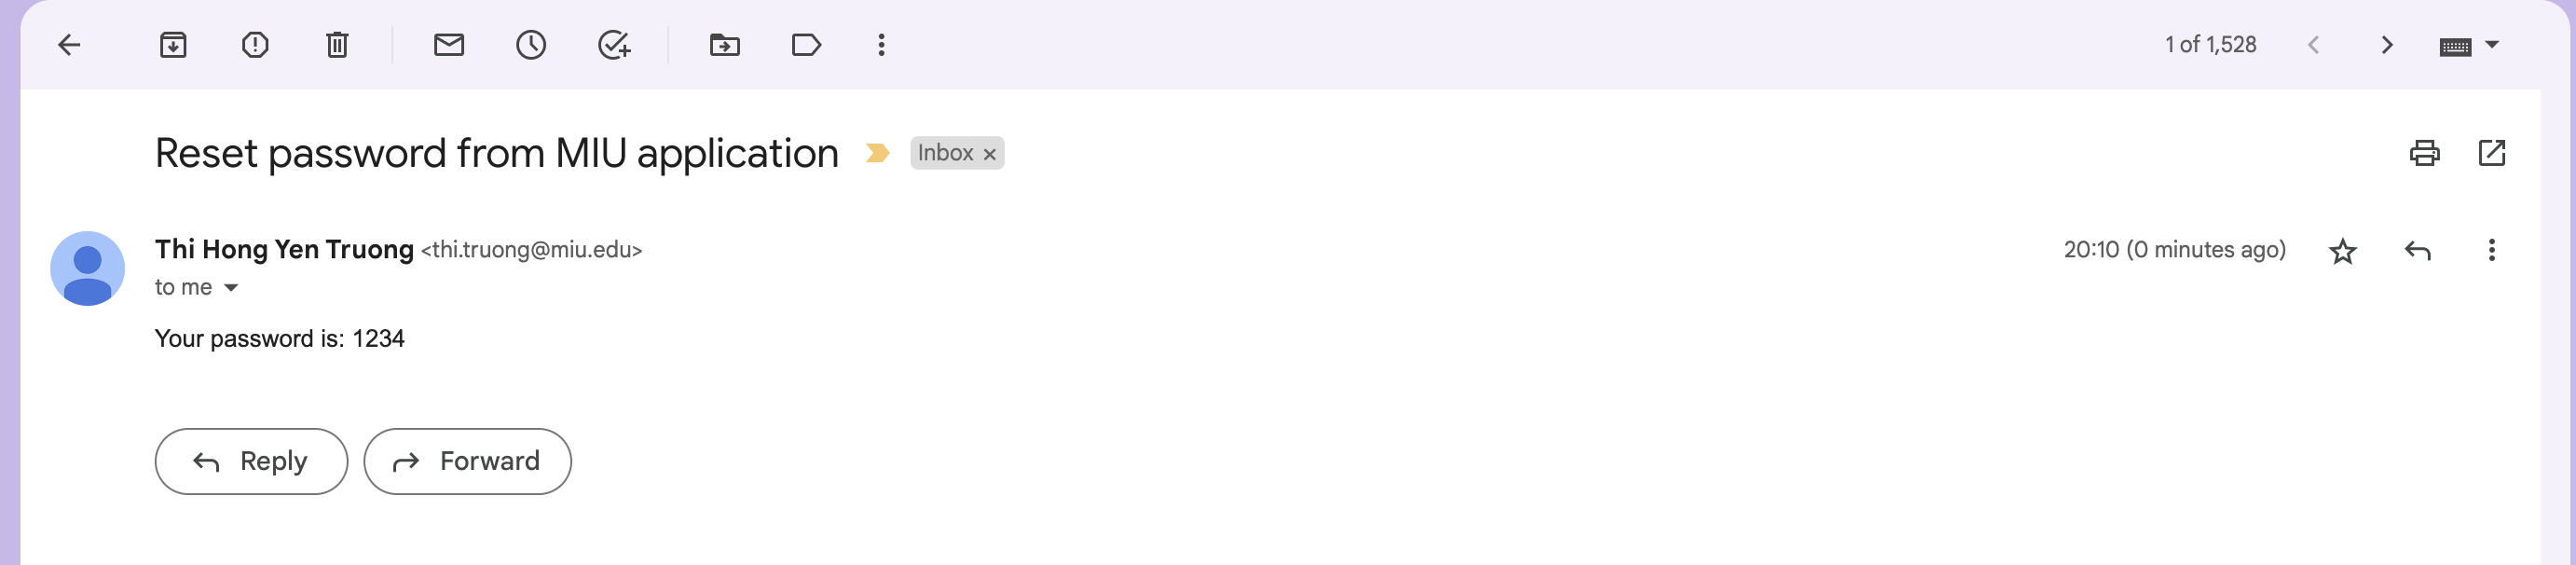 1 of 1,528
Reset password from MIU application Inbox ×
Thi Hong Yen Truong <thi.truong@miu.edu> 20:10 (0 minutes ago)
to me
Your password is: 1234
Reply Forward